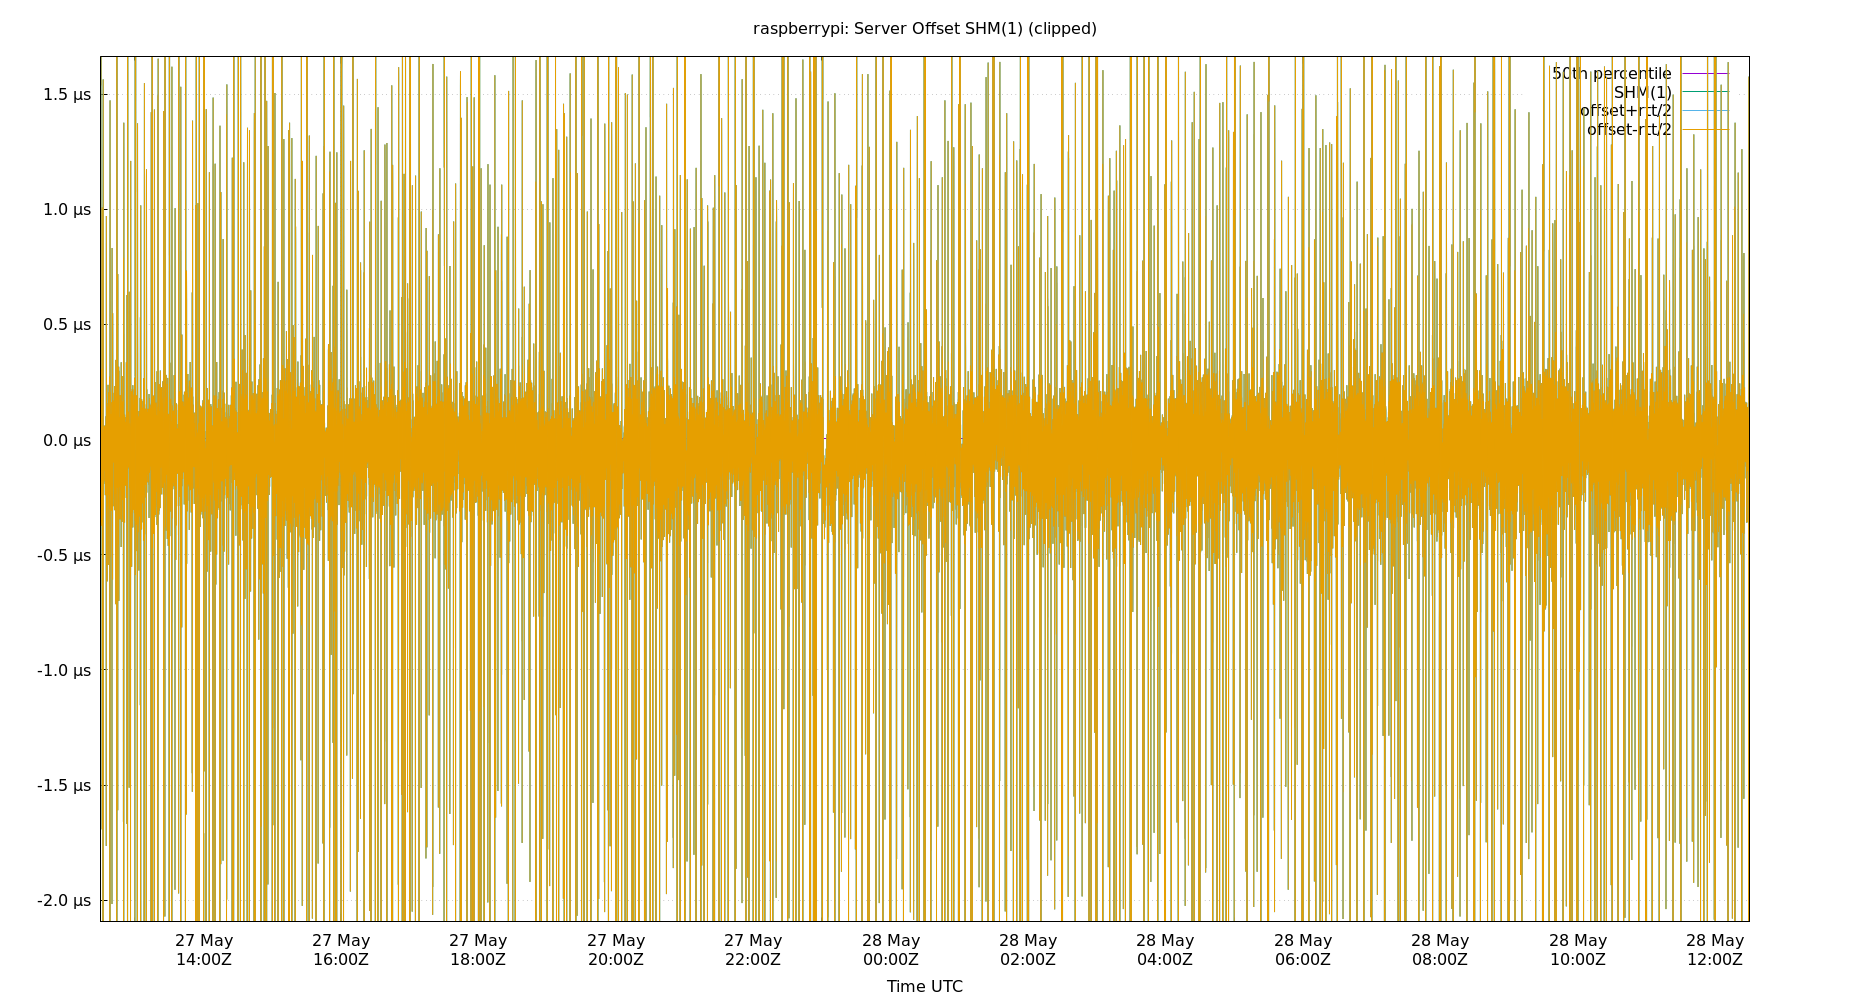 raspberrypi: Server Offset SHM(1) (clipped)
50th percentile
SHM(1)
offset+rtt/2
offset-rtt/2
1.5 µs
1.0 µs
0.5 µs
0.0 µs
-0.5 µs
-1.0 µs
-1.5 µs
-2.0 µs
27 May 27 May 27 May 27 May 27 May 28 May 28 May 28 May 28 May 28 May 28 May 28 May
14:00Z 16:00Z 18:00Z 20:00Z 22:00Z 00:00Z 02:00Z 04:00Z 06:00Z 08:00Z 10:00Z 12:00Z
Time UTC